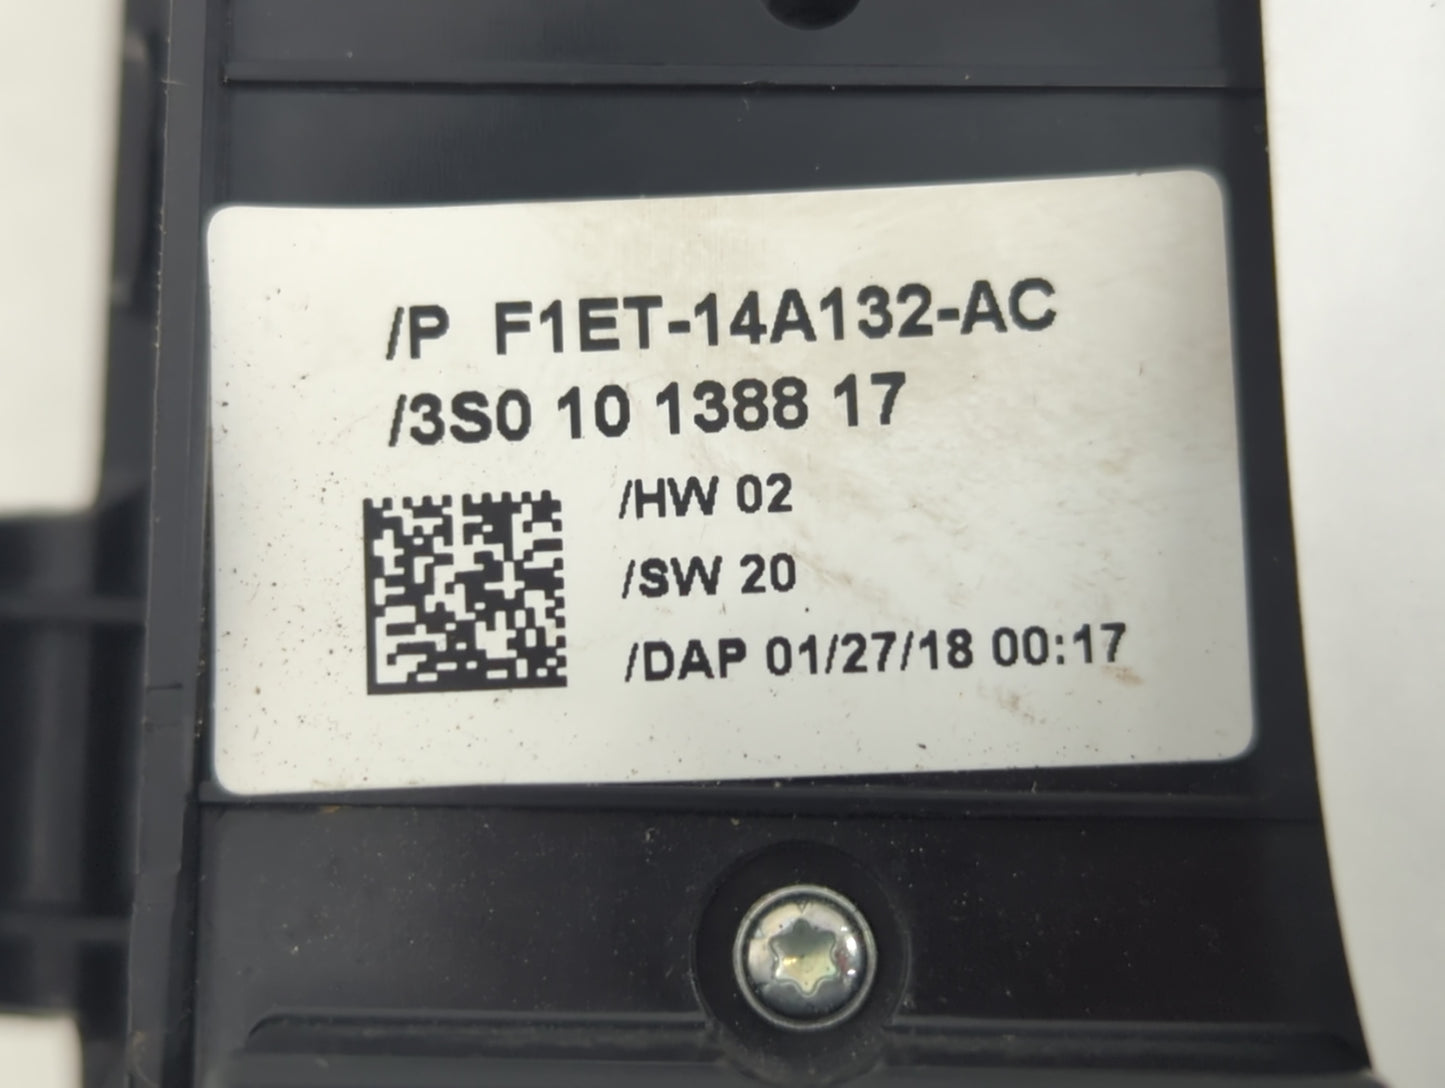 /P F1ET-14A132-AC
/3S0 10 1388 17
/HW 02
/SW 20
/DAP 01/27/18 00:17